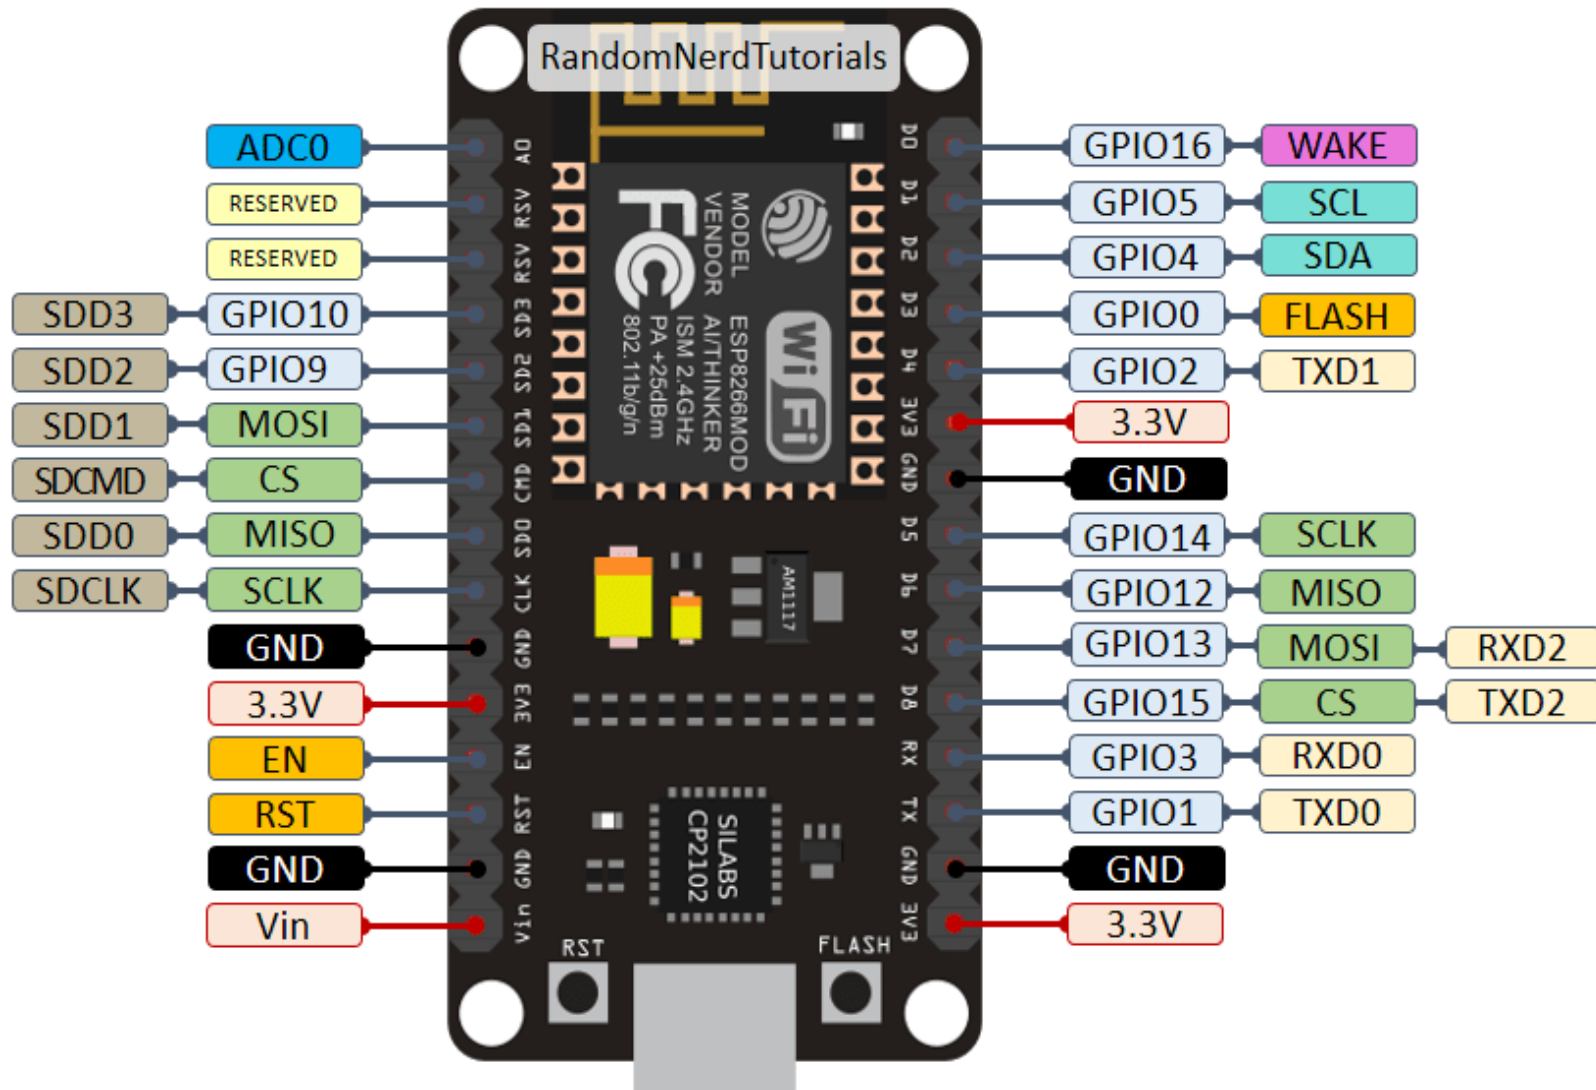 RandomNerdTutorials
ADC0
RESERVED
RESERVED
SDD3 GPIO10
SDD2 GPIO9
SDD1 MOSI
SDCMD CS
SDD0 MISO
SDCLK SCLK
GND
3.3V
EN
RST
GND
Vin
A0
RSV
RSV
SD3
SD2
SD1
CMD
SD0
CLK
GND
3V3
EN
RST
GND
Vin
MODEL
VENDOR
ESP8266MOD
AI/THINKER
ISM 2.4GHz
PA +25dBm
802.11b/g/n
FC
WiFi
AM1117
SILABS
CP2102
RST
FLASH
D0
D1
D2
D3
D4
3V3
GND
D5
D6
D7
D8
RX
TX
GND
3V3
GPIO16 WAKE
GPIO5 SCL
GPIO4 SDA
GPIO0 FLASH
GPIO2 TXD1
3.3V
GND
GPIO14 SCLK
GPIO12 MISO
GPIO13 MOSI RXD2
GPIO15 CS TXD2
GPIO3 RXD0
GPIO1 TXD0
GND
3.3V